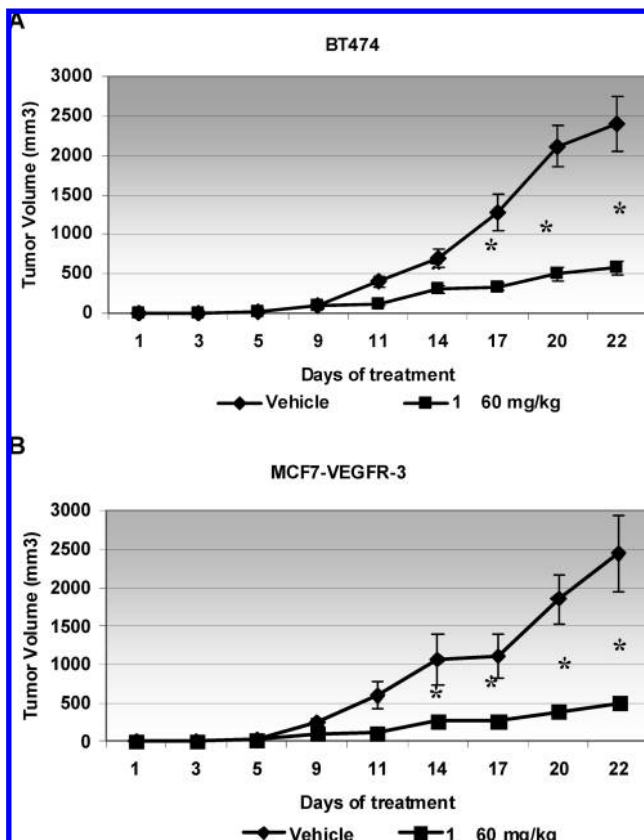 A
BT474
3000
2500
2000
1500
1000
500
0
Tumor Volume (mm3)
* * * *
1 3 5 9 11 14 17 20 22
Days of treatment
Vehicle 1 60 mg/kg
B
MCF7-VEGFR-3
3000
2500
2000
1500
1000
500
0
Tumor Volume (mm3)
* * * *
1 3 5 9 11 14 17 20 22
Days of treatment
Vehicle 1 60 mg/kg